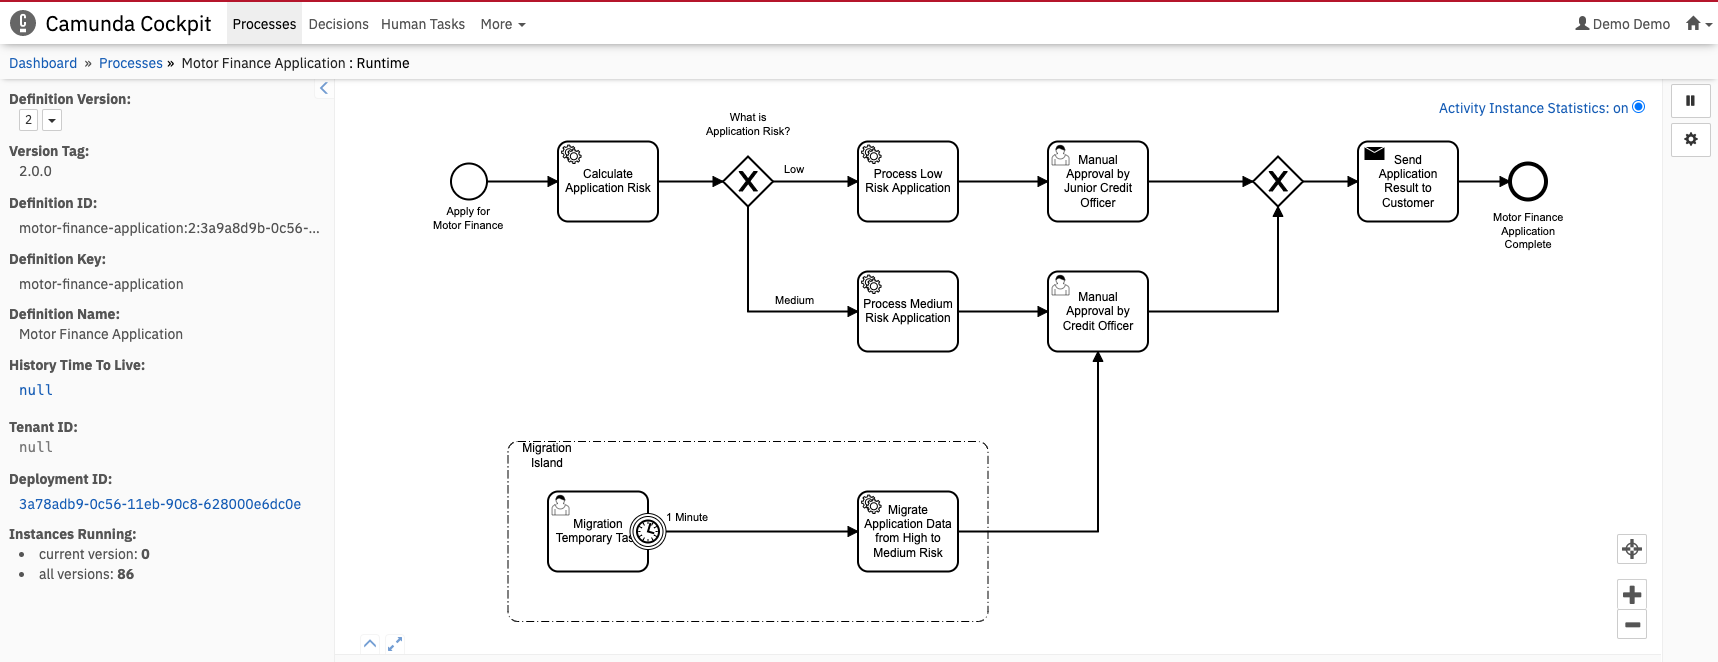 Camunda Cockpit
Processes
Decisions
Human Tasks
More
Demo Demo
Dashboard » Processes » Motor Finance Application : Runtime
Definition Version:
2
Version Tag:
2.0.0
Definition ID:
motor-finance-application:2:3a9a8d9b-0c56-...
Definition Key:
motor-finance-application
Definition Name:
Motor Finance Application
History Time To Live:
null
Tenant ID:
null
Deployment ID:
3a78adb9-0c56-11eb-90c8-628000e6dc0e
Instances Running:
• current version: 0
• all versions: 86
Activity Instance Statistics: on
Apply for
Motor Finance
Calculate
Application Risk
What is
Application Risk?
Low
Process Low
Risk Application
Manual
Approval by
Junior Credit
Officer
Send
Application
Result to
Customer
Motor Finance
Application
Complete
Medium
Process Medium
Risk Application
Manual
Approval by
Credit Officer
Migration
Island
Migration
Temporary Tas
1 Minute
Migrate
Application Data
from High to
Medium Risk